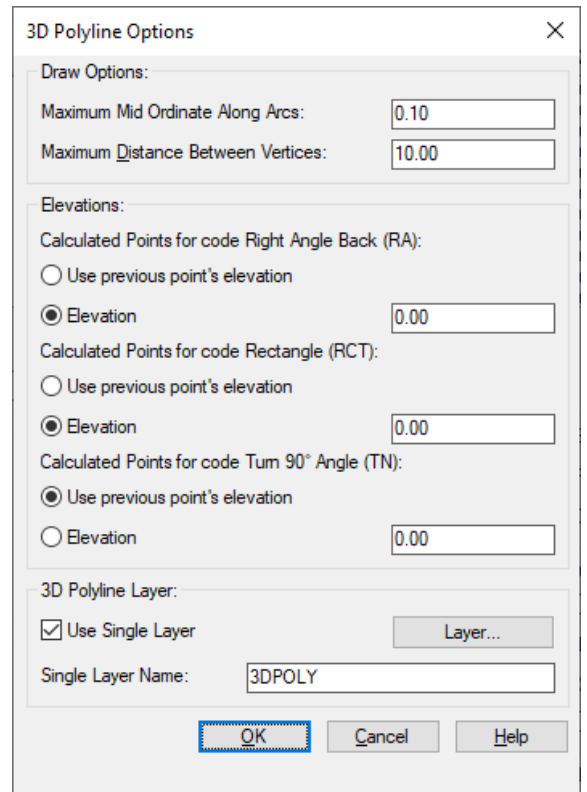 3D Polyline Options
Draw Options:
Maximum Mid Ordinate Along Arcs: 0.10
Maximum Distance Between Vertices: 10.00
Elevations:
Calculated Points for code Right Angle Back (RA):
Use previous point's elevation
Elevation 0.00
Calculated Points for code Rectangle (RCT):
Use previous point's elevation
Elevation 0.00
Calculated Points for code Turn 90° Angle (TN):
Use previous point's elevation
Elevation 0.00
3D Polyline Layer:
Use Single Layer Layer...
Single Layer Name: 3DPOLY
OK Cancel Help